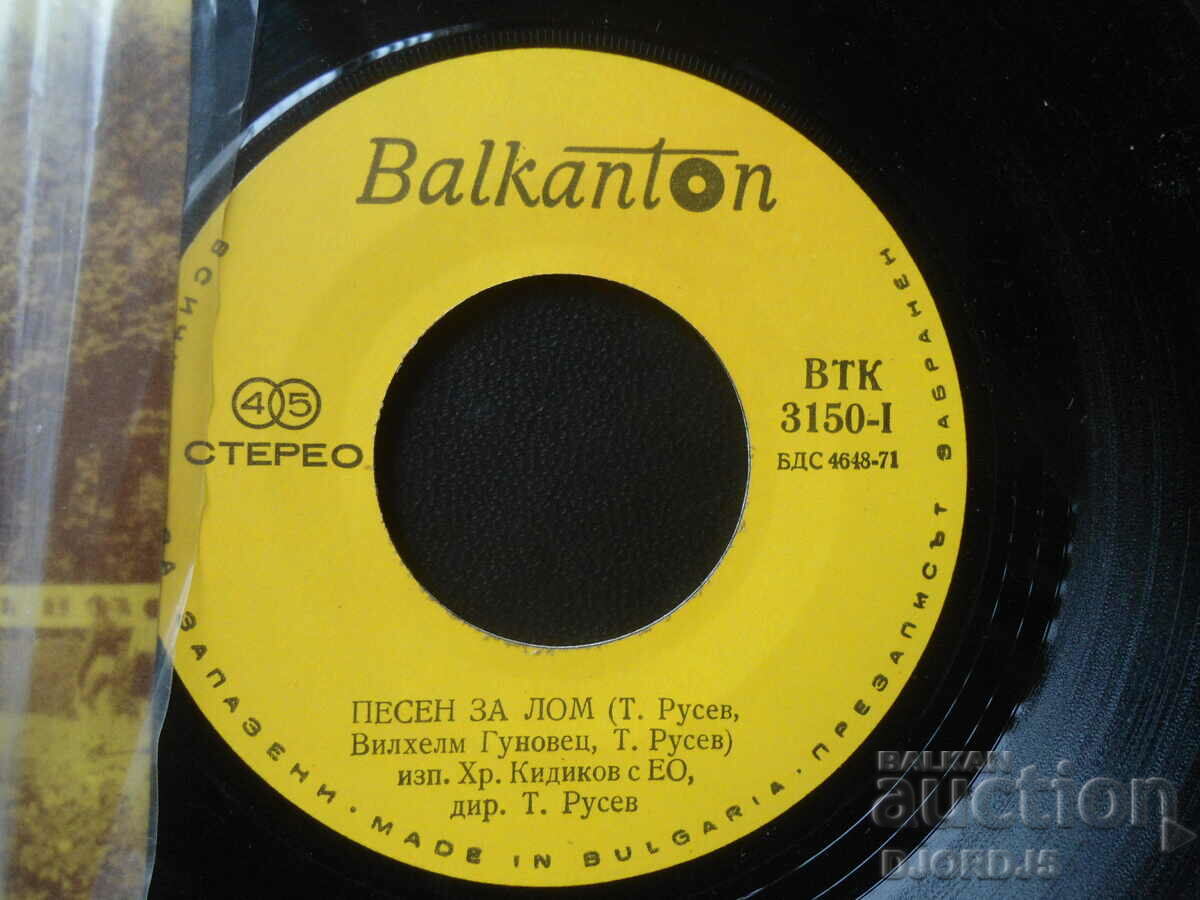 Balkanton
45
СТЕРЕО
ВТК
3150-I
БДС 4648-71
ПЕСЕН ЗА ЛОМ (Т. Русев,
Вилхелм Гуновец, Т. Русев)
изп. Хр. Кидиков с ЕО,
дир. Т. Русев
ЗАПАЗЕНИ · MADE IN BULGARIA · ПРЕЗАПИСЪТ ЗАБРАНЕН
BALKAN
auction
DJORDJ5